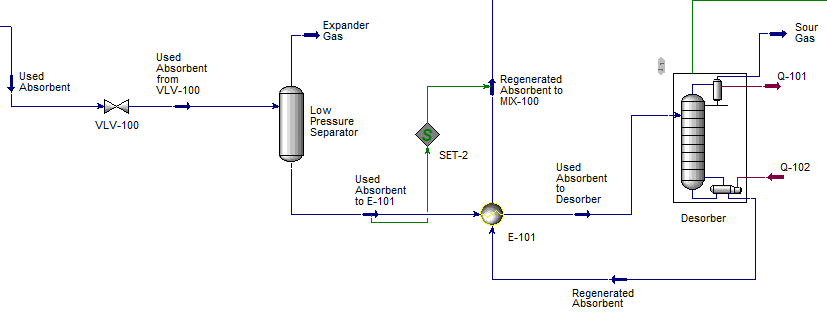 Expander
Gas
Sour
Gas
Used
Absorbent
Used
Absorbent
from
VLV-100
VLV-100
Low
Pressure
Separator
Regenerated
Absorbent to
MIX-100
Q-101
S
SET-2
Used
Absorbent
to E-101
Used
Absorbent
to
Desorber
Q-102
E-101
Desorber
Regenerated
Absorbent